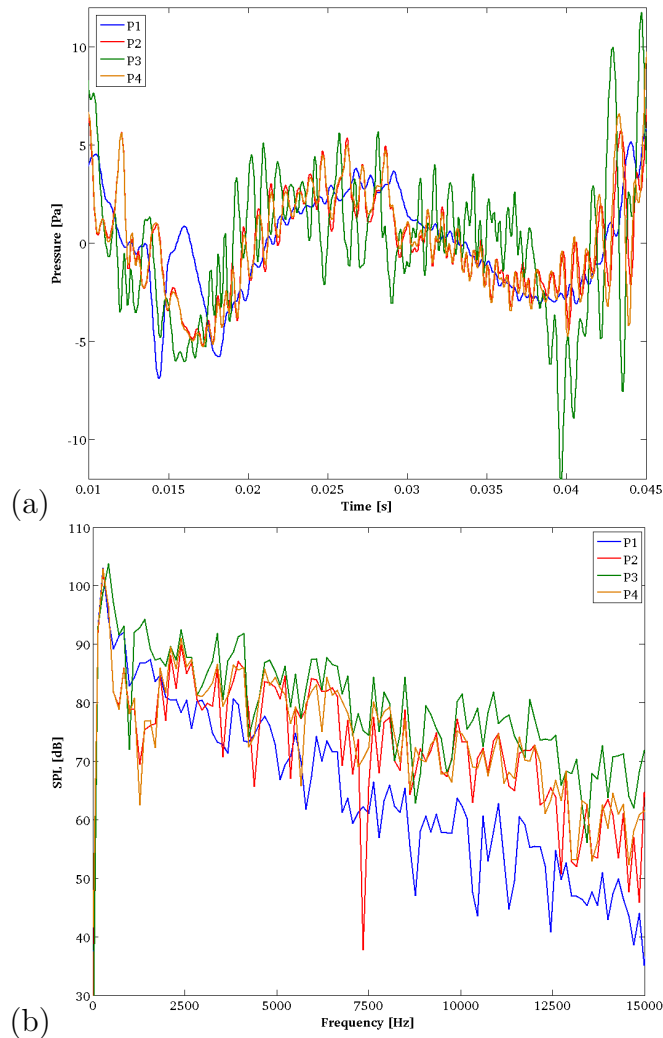 P1
P2
P3
P4
10
5
0
-5
-10
Pressure [Pa]
0.01 0.015 0.02 0.025 0.03 0.035 0.04 0.045
Time [s]
(a)
P1
P2
P3
P4
110
100
90
80
70
60
50
40
30
SPL [dB]
0 2500 5000 7500 10000 12500 15000
Frequency [Hz]
(b)